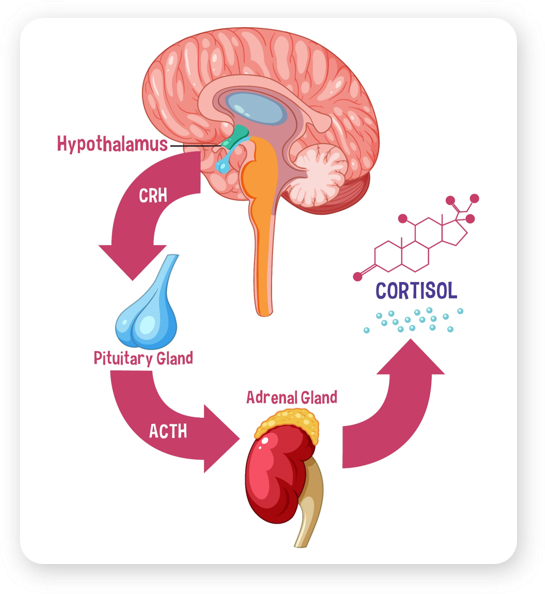 Hypothalamus
CRH
CORTISOL
Pituitary Gland
Adrenal Gland
ACTH